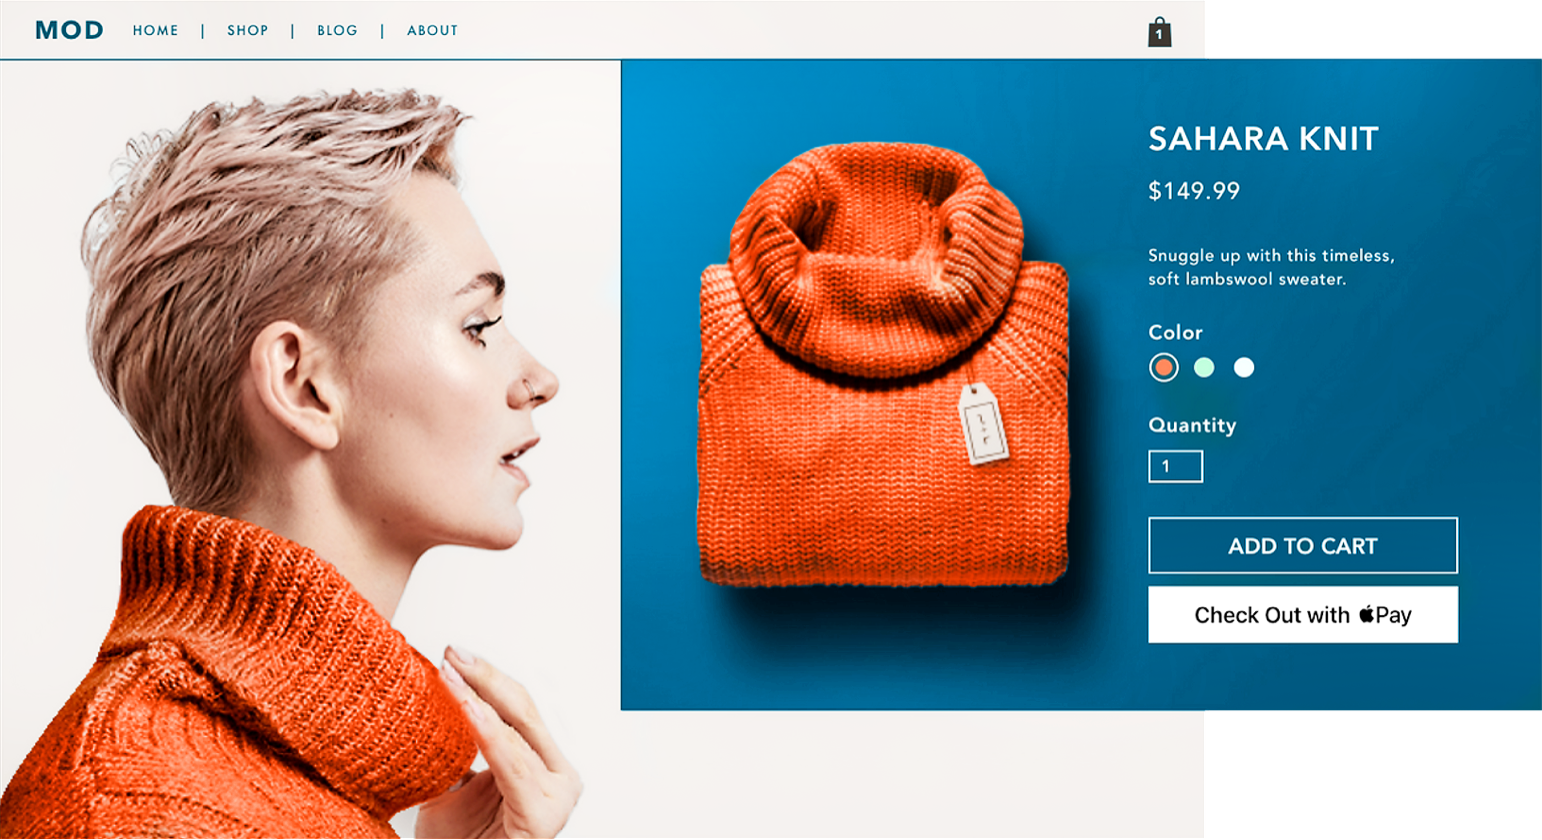 MOD HOME | SHOP | BLOG | ABOUT
1
SAHARA KNIT
$149.99
Snuggle up with this timeless,
soft lambswool sweater.
Color
Quantity
1
ADD TO CART
Check Out with Pay